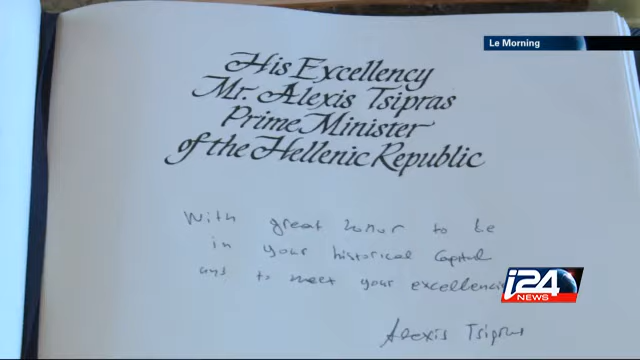 Le Morning
His Excellency
Mr. Alexis Tsipras
Prime Minister
of the Hellenic Republic
With great honor to be
in your historical Capital
and to meet your excellencies
i24
NEWS
Alexis Tsipras